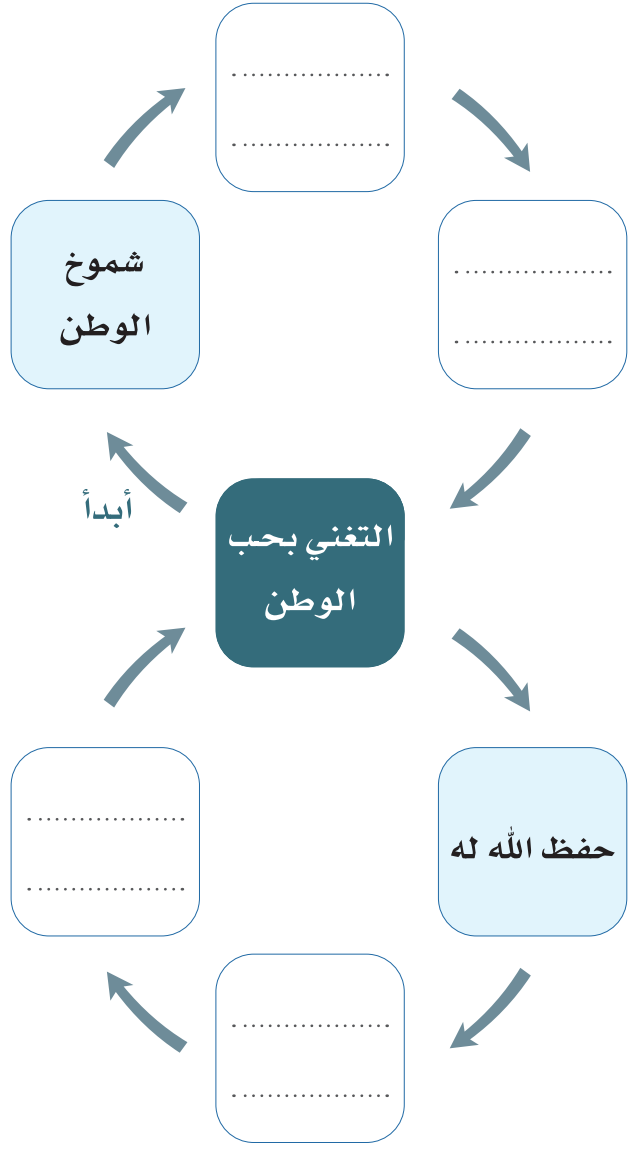 شموخ
الوطن
أبدأ
التغني بحب
الوطن
حفظ الله له